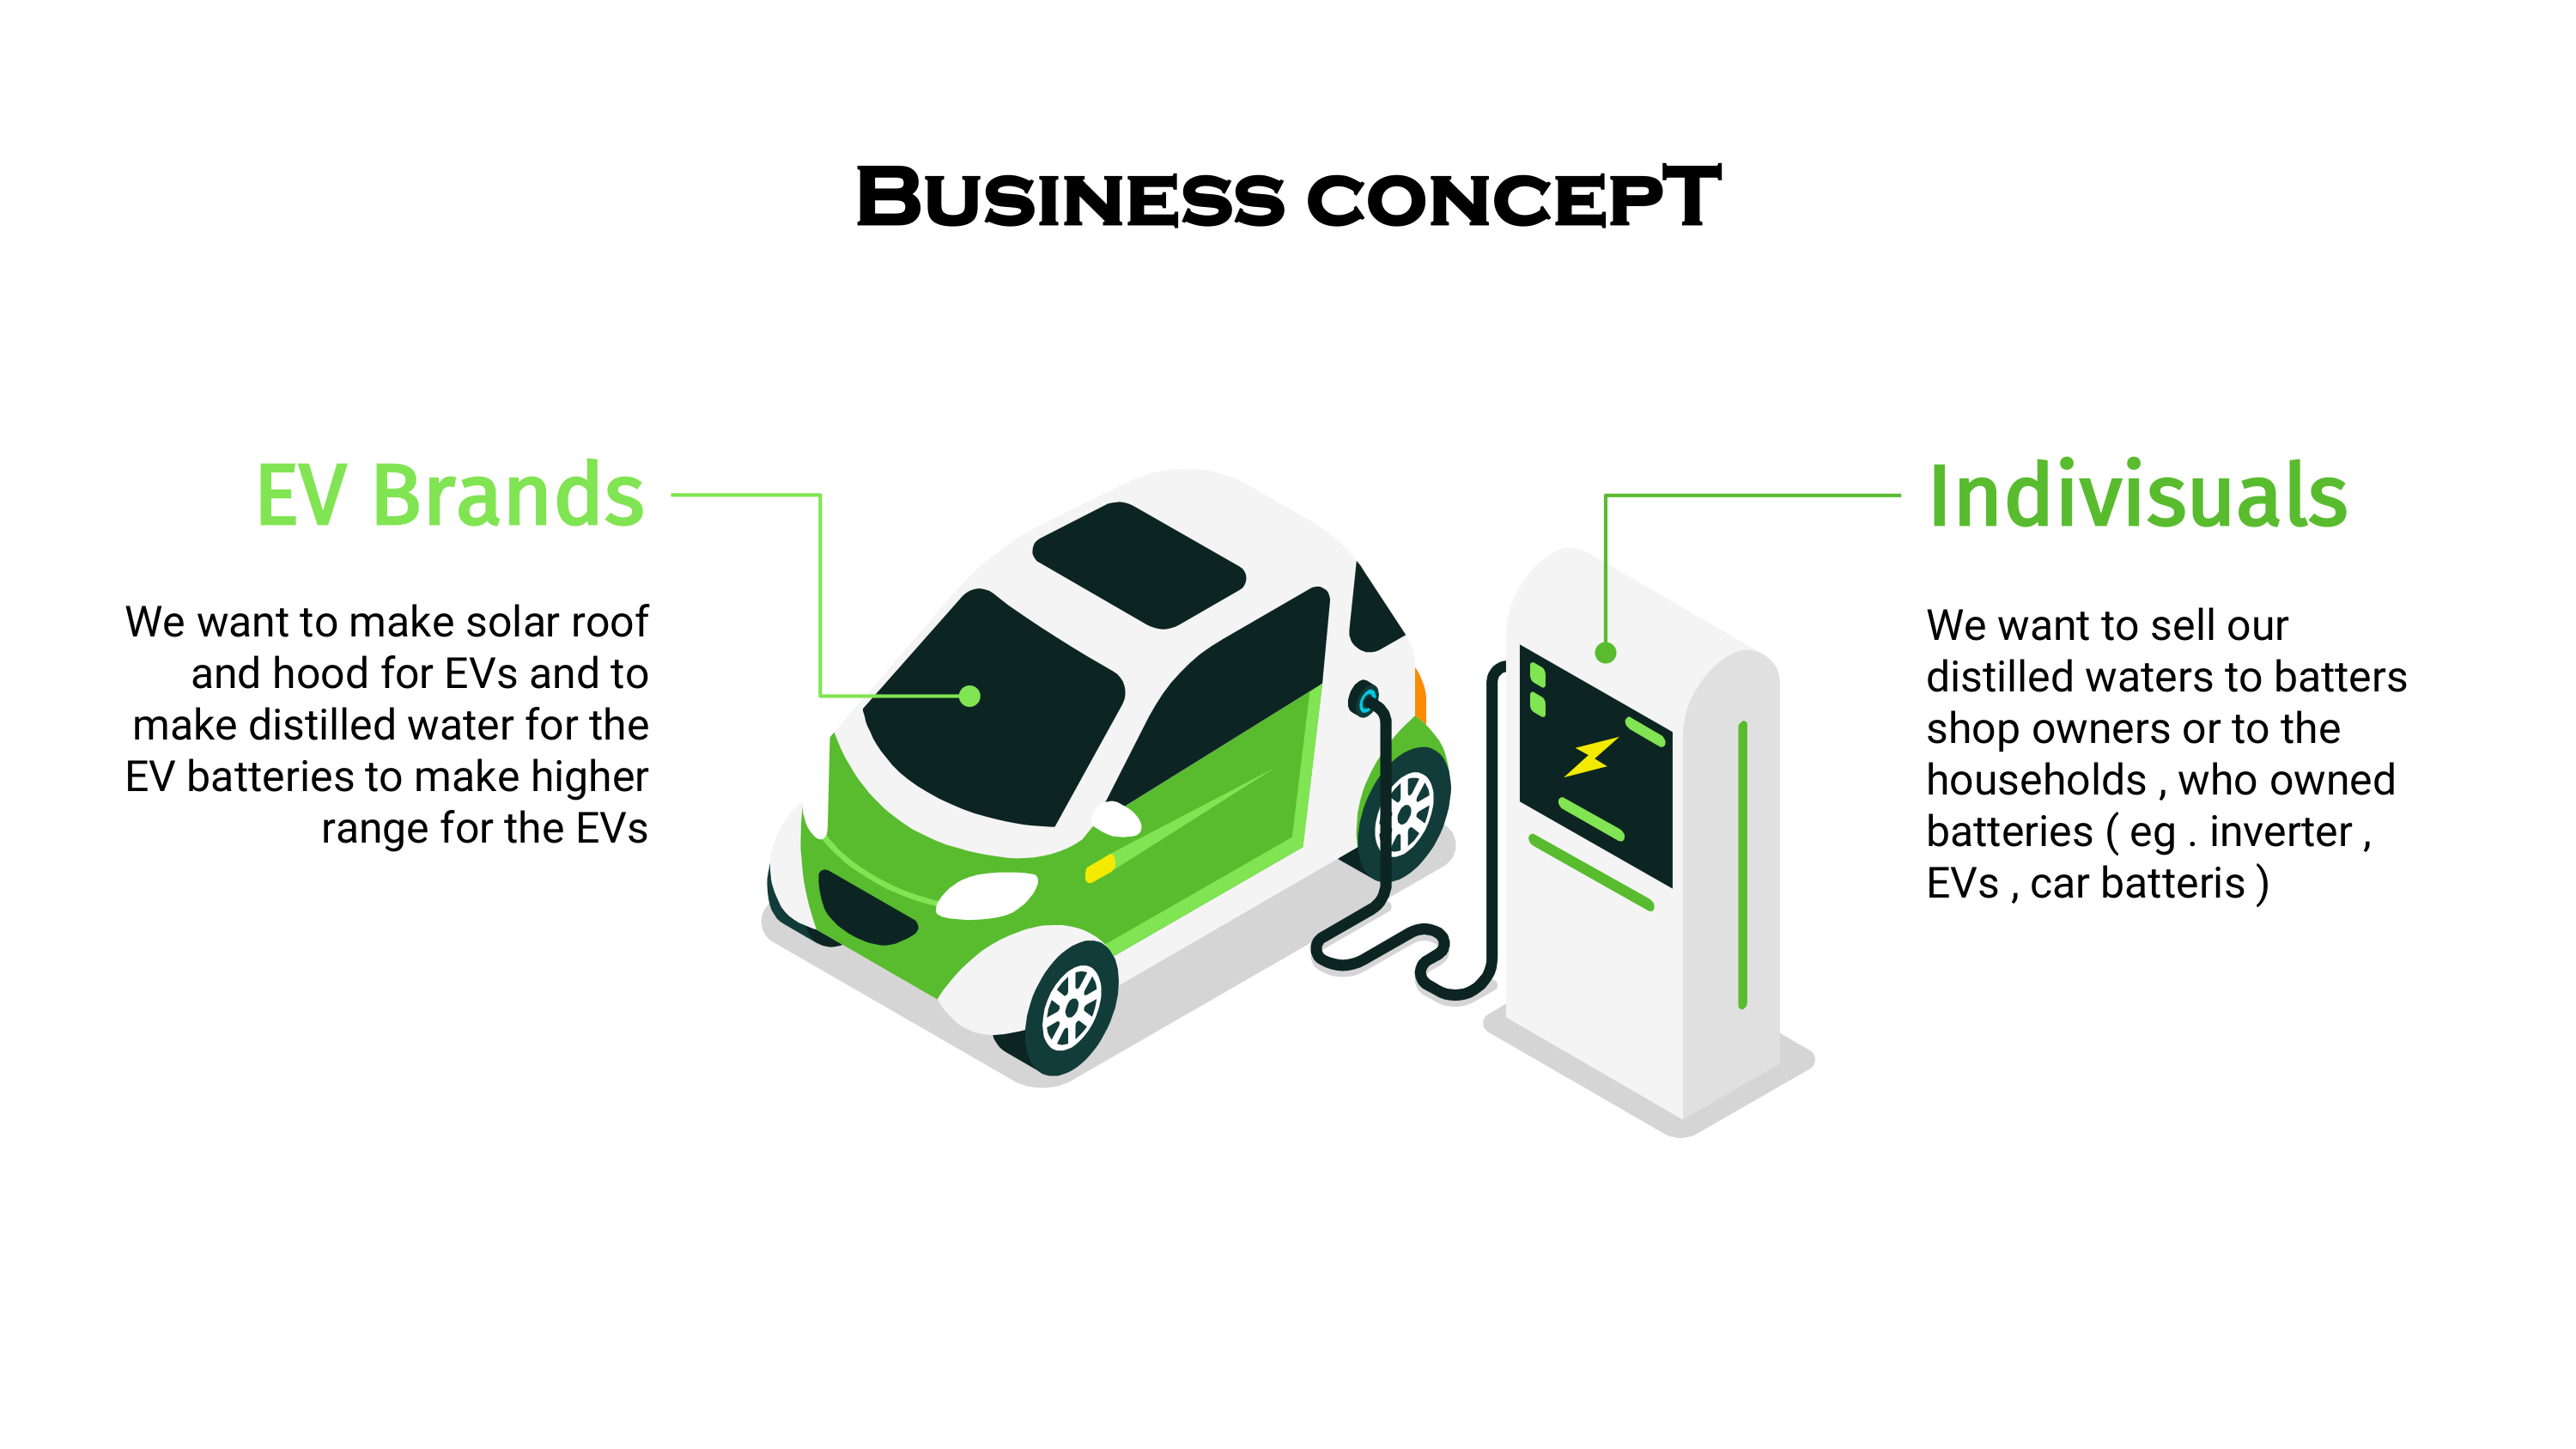 BUSINESS CONCEPT
EV Brands
We want to make solar roof
and hood for EVs and to
make distilled water for the
EV batteries to make higher
range for the EVs
Indivisuals
We want to sell our
distilled waters to batters
shop owners or to the
households , who owned
batteries ( eg . inverter ,
EVs , car batteris )